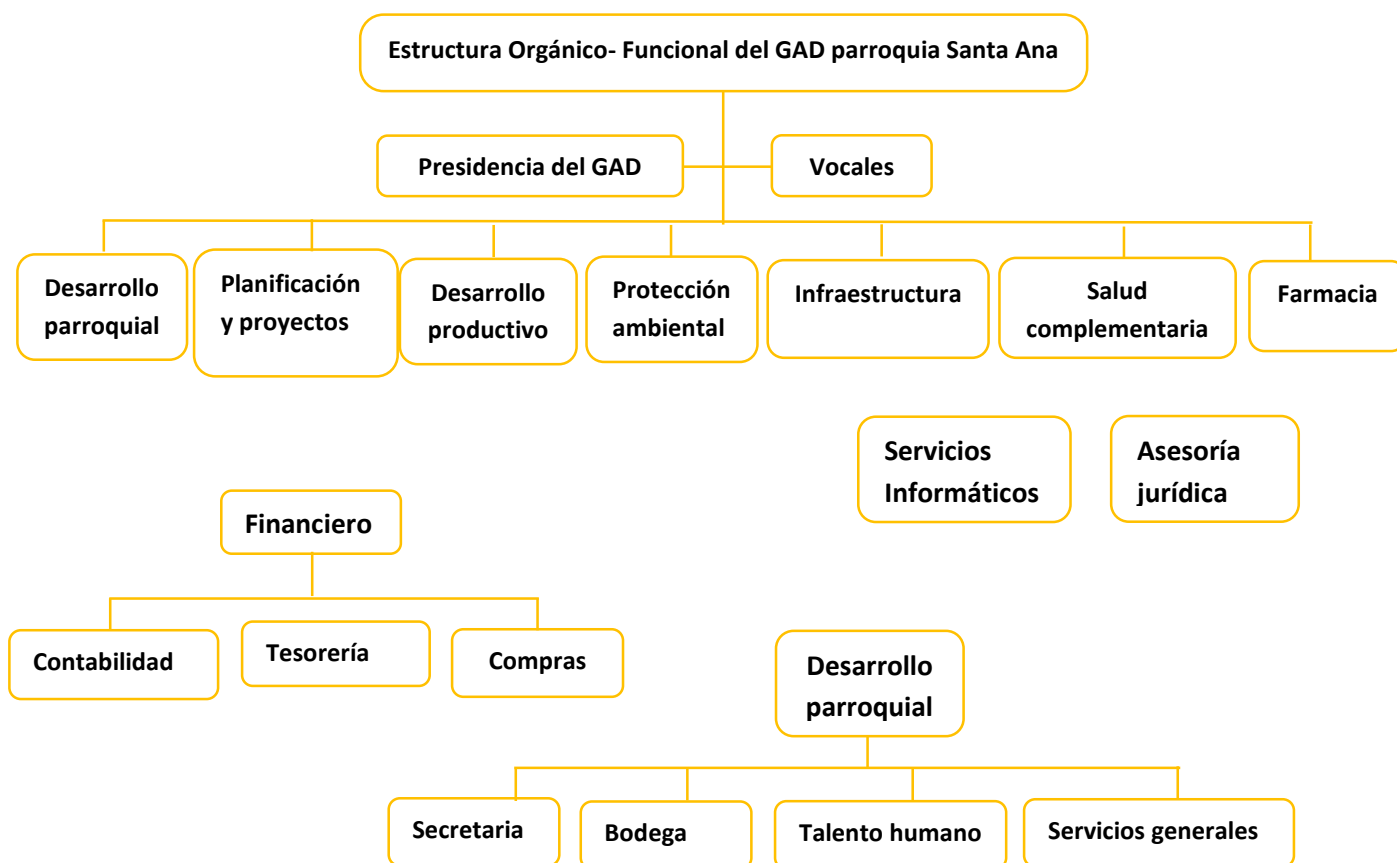 Estructura Orgánico- Funcional del GAD parroquia Santa Ana
Presidencia del GAD
Vocales
Desarrollo
parroquial
Planificación
y proyectos
Desarrollo
productivo
Protección
ambiental
Infraestructura
Salud
complementaria
Farmacia
Servicios
Informáticos
Asesoría
jurídica
Financiero
Contabilidad
Tesorería
Compras
Desarrollo
parroquial
Secretaria
Bodega
Talento humano
Servicios generales